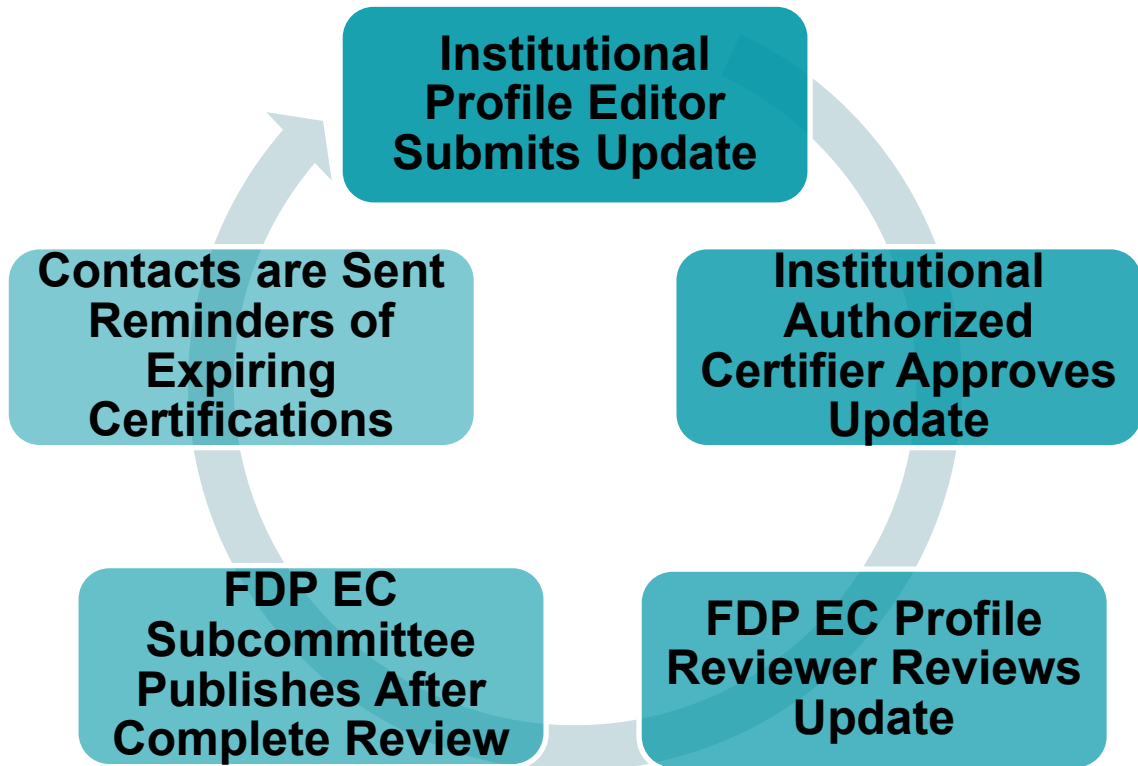 Institutional
Profile Editor
Submits Update
Institutional
Authorized
Certifier Approves
Update
FDP EC Profile
Reviewer Reviews
Update
FDP EC
Subcommittee
Publishes After
Complete Review
Contacts are Sent
Reminders of
Expiring
Certifications